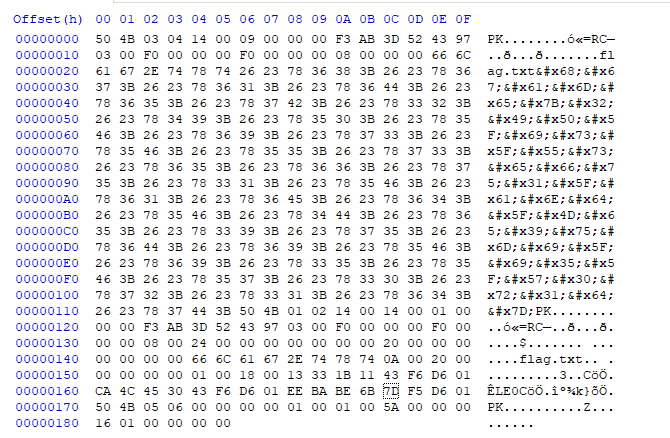 Offset(h) 00 01 02 03 04 05 06 07 08 09 0A 0B 0C 0D 0E 0F
00000000 50 4B 03 04 14 00 09 00 00 00 F3 AB 3D 52 43 97 PK........ó«=RC—
00000010 03 00 F0 00 00 00 F0 00 00 00 08 00 00 00 66 6C ..ð...ð.......fl
00000020 61 67 2E 74 78 74 26 23 78 36 38 3B 26 23 78 36 ag.txt&#x68;&#x6
00000030 37 3B 26 23 78 36 31 3B 26 23 78 36 44 3B 26 23 7;&#x61;&#x6D;&#
00000040 78 36 35 3B 26 23 78 37 42 3B 26 23 78 33 32 3B x65;&#x7B;&#x32;
00000050 26 23 78 34 39 3B 26 23 78 35 30 3B 26 23 78 35 &#x49;&#x50;&#x5
00000060 46 3B 26 23 78 36 39 3B 26 23 78 37 33 3B 26 23 F;&#x69;&#x73;&#
00000070 78 35 46 3B 26 23 78 35 35 3B 26 23 78 37 33 3B x5F;&#x55;&#x73;
00000080 26 23 78 36 35 3B 26 23 78 36 36 3B 26 23 78 37 &#x65;&#x66;&#x7
00000090 35 3B 26 23 78 33 31 3B 26 23 78 35 46 3B 26 23 5;&#x31;&#x5F;&#
000000A0 78 36 31 3B 26 23 78 36 45 3B 26 23 78 36 34 3B x61;&#x6E;&#x64;
000000B0 26 23 78 35 46 3B 26 23 78 34 44 3B 26 23 78 36 &#x5F;&#x4D;&#x6
000000C0 35 3B 26 23 78 33 39 3B 26 23 78 37 35 3B 26 23 5;&#x39;&#x75;&#
000000D0 78 36 44 3B 26 23 78 36 39 3B 26 23 78 35 46 3B x6D;&#x69;&#x5F;
000000E0 26 23 78 36 39 3B 26 23 78 33 35 3B 26 23 78 35 &#x69;&#x35;&#x5
000000F0 46 3B 26 23 78 35 37 3B 26 23 78 33 30 3B 26 23 F;&#x57;&#x30;&#
00000100 78 37 32 3B 26 23 78 33 31 3B 26 23 78 36 34 3B x72;&#x31;&#x64;
00000110 26 23 78 37 44 3B 50 4B 01 02 14 00 14 00 01 00 &#x7D;PK........
00000120 00 00 F3 AB 3D 52 43 97 03 00 F0 00 00 00 F0 00 ..ó«=RC—..ð...ð.
00000130 00 00 08 00 24 00 00 00 00 00 00 00 20 00 00 00 ....$....... ...
00000140 00 00 00 00 66 6C 61 67 2E 74 78 74 0A 00 20 00 ....flag.txt.. .
00000150 00 00 00 00 01 00 18 00 13 33 1B 11 43 F6 D6 01 .........3..CöÖ.
00000160 CA 4C 45 30 43 F6 D6 01 EE BA BE 6B 7D F5 D6 01 ÊLE0CöÖ.îº¾k}õÖ.
00000170 50 4B 05 06 00 00 00 00 01 00 01 00 5A 00 00 00 PK..........Z...
00000180 16 01 00 00 00 00 ......